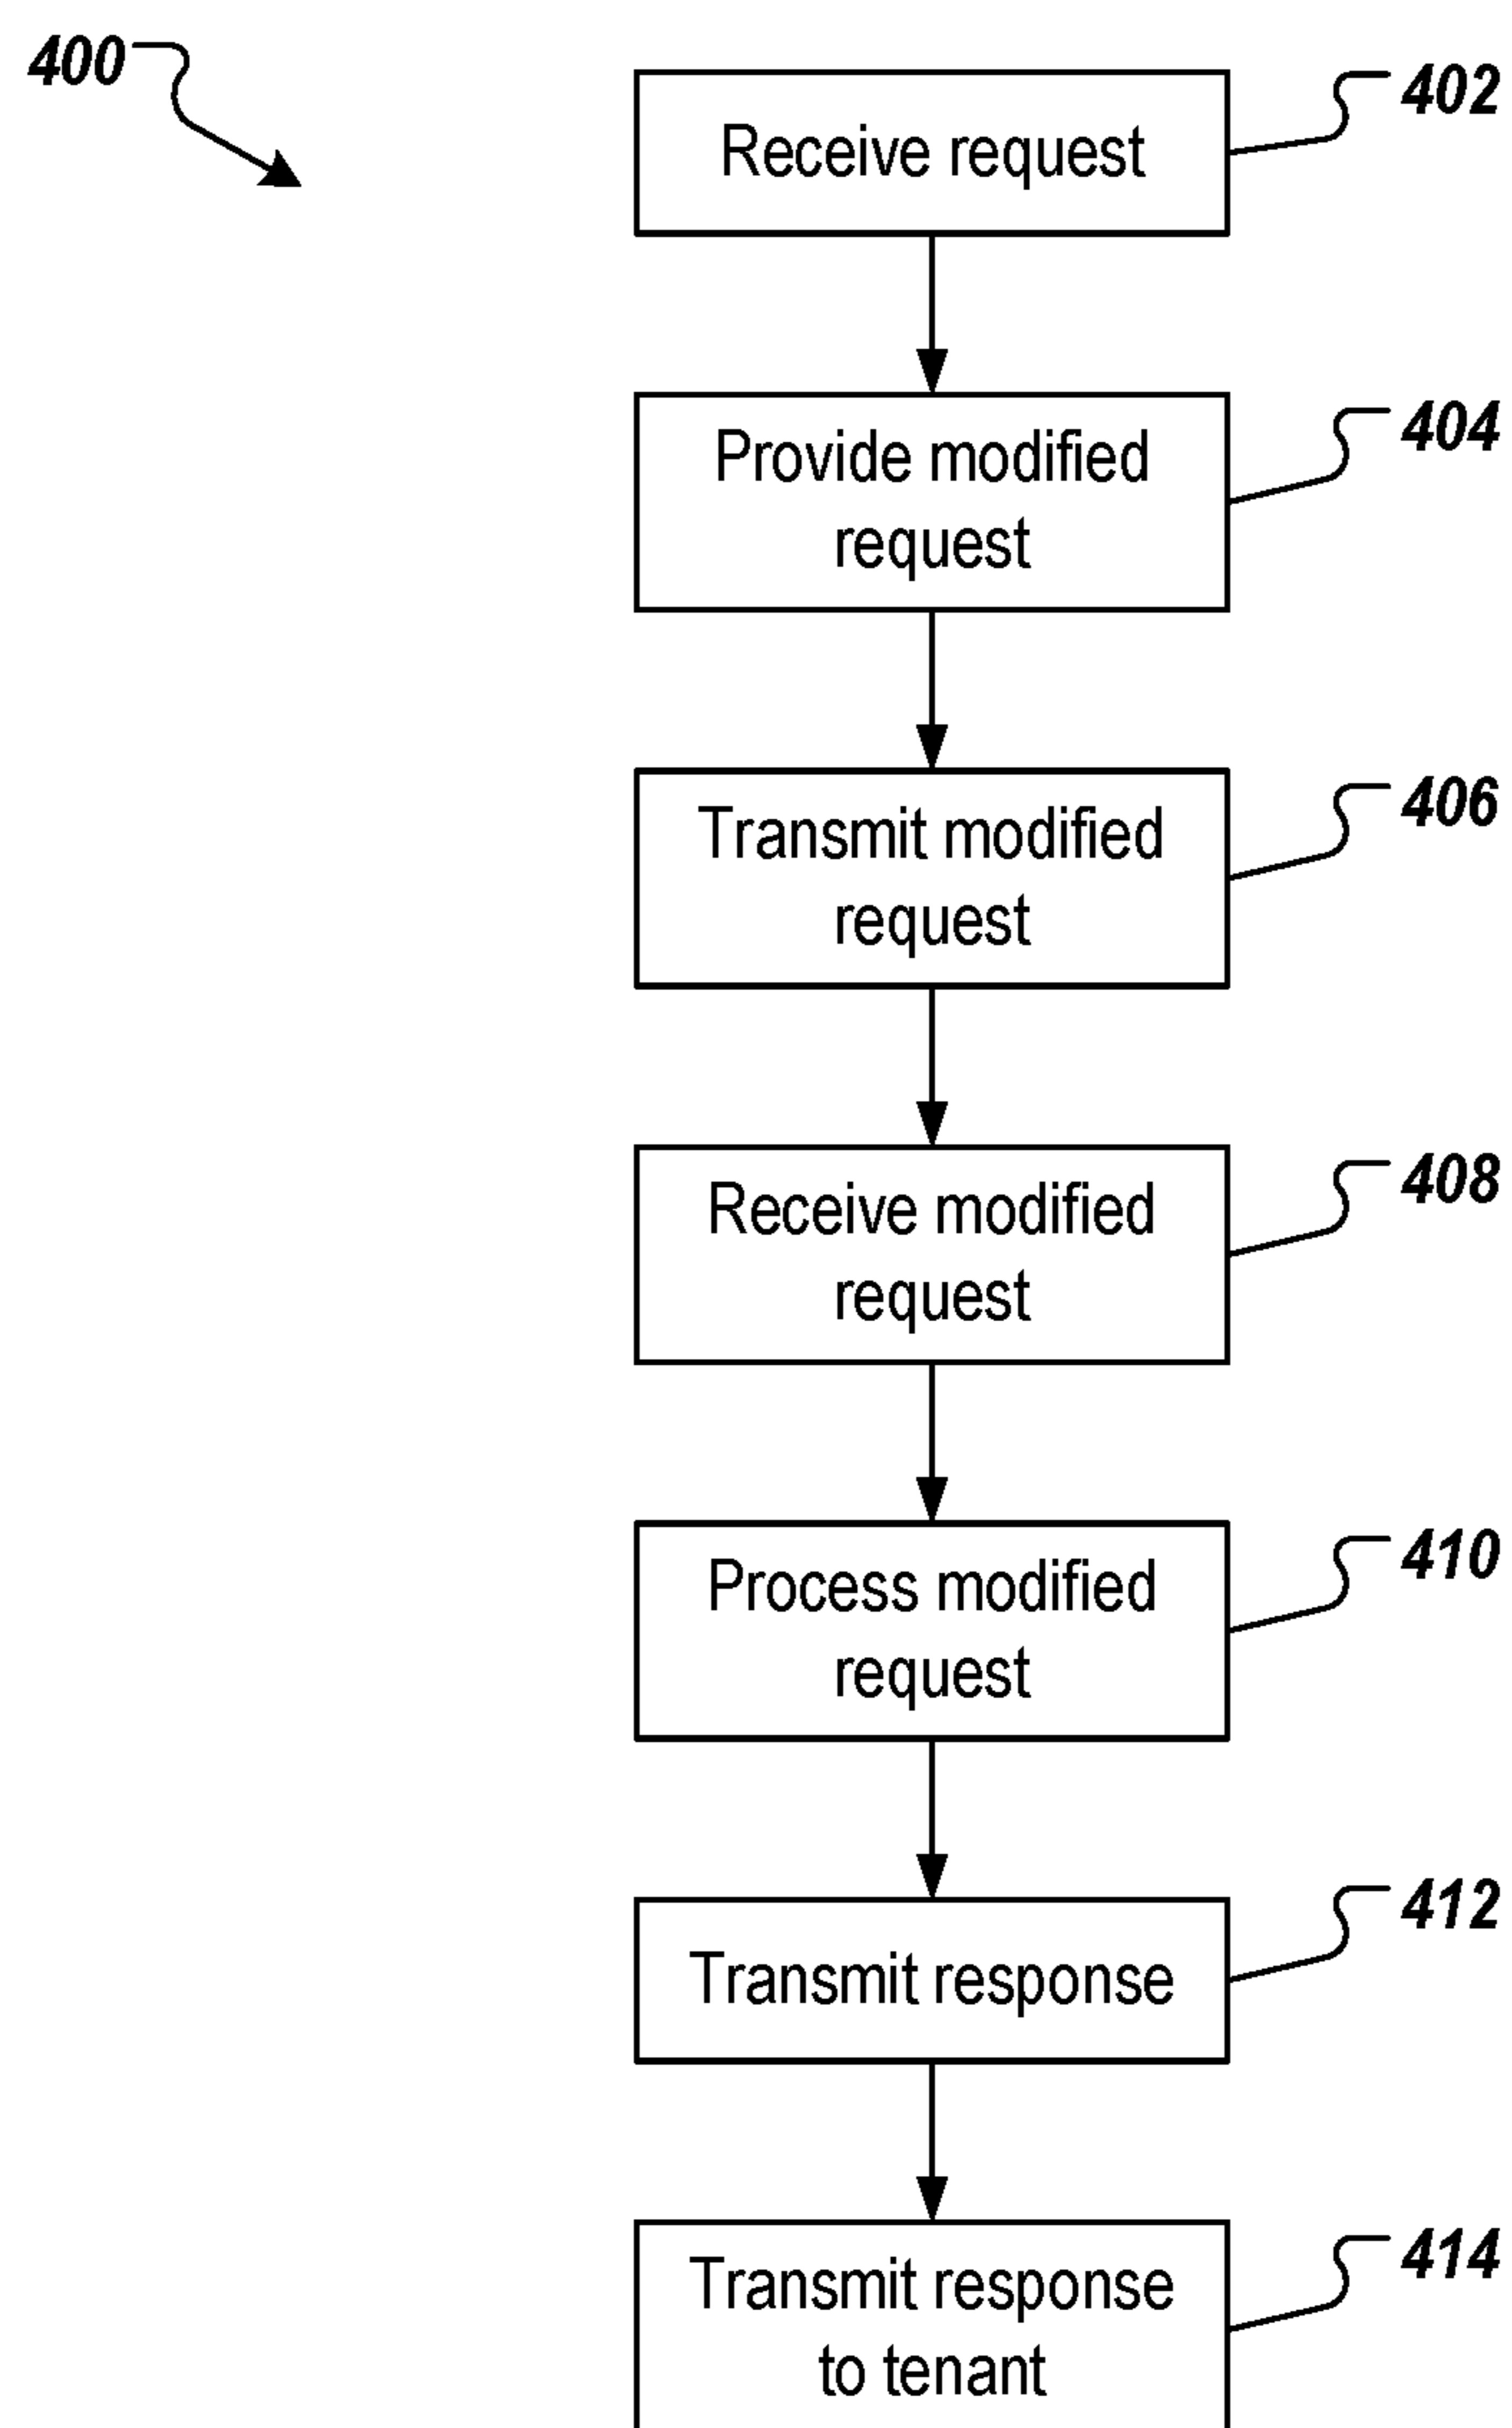 400
402
Receive request
404
Provide modified
request
406
Transmit modified
request
408
Receive modified
request
410
Process modified
request
412
Transmit response
414
Transmit response
to tenant